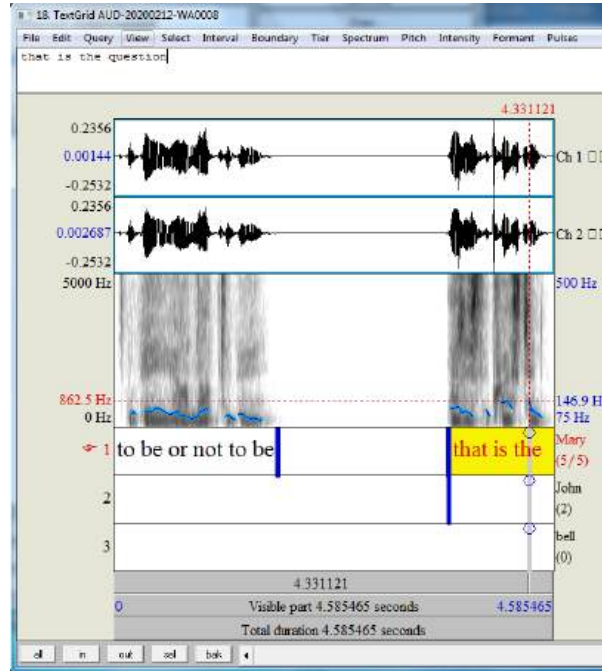 18. TextGrid AUD-20200212-WA0008
File Edit Query View Select Interval Boundary Tier Spectrum Pitch Intensity Formant Pulses
that is the question
4.331121
0.2356
0.00144
-0.2532
Ch 1
0.2356
0.002687
-0.2532
Ch 2
5000 Hz 500 Hz
862.5 Hz 146.9 H
0 Hz 75 Hz
1 to be or not to be that is the Mary
(5/5)
2 John
(2)
3 bell
(0)
4.331121
0 Visible part 4.585465 seconds 4.585465
Total duration 4.585465 seconds
all in out sel bak